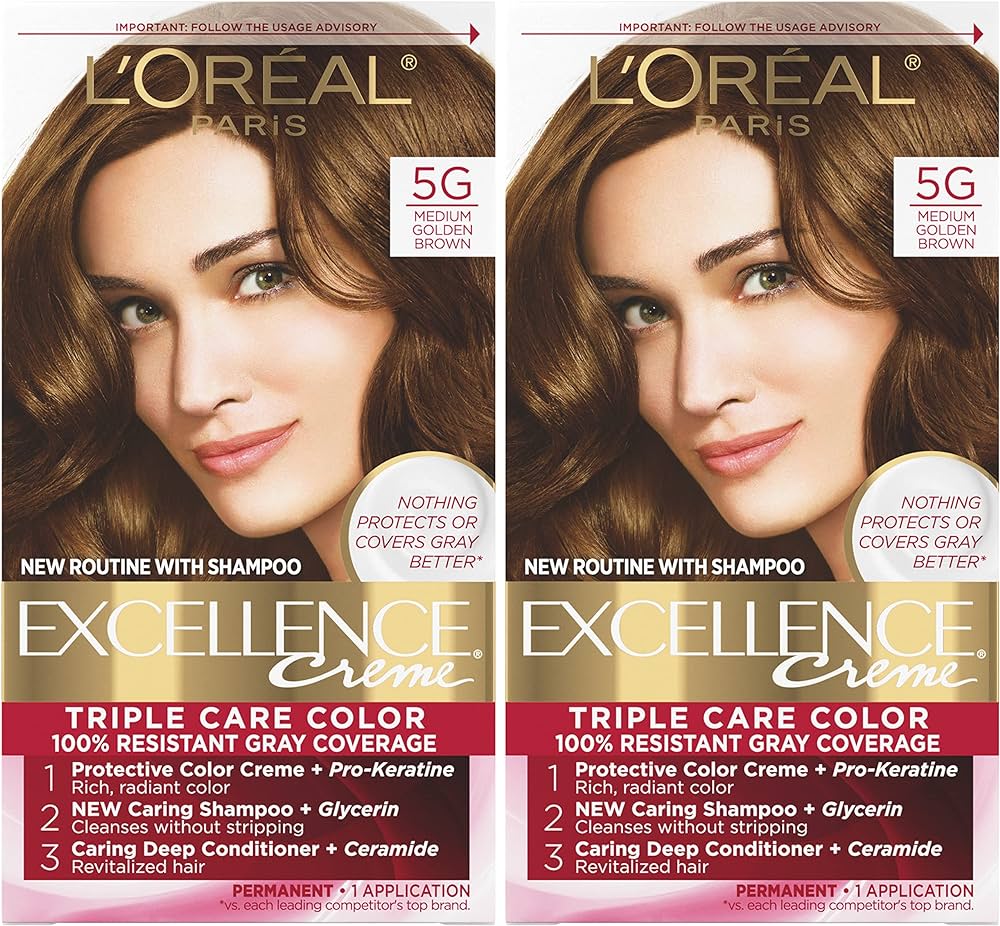 IMPORTANT: FOLLOW THE USAGE ADVISORY
L'ORÉAL®
PARiS
5G
MEDIUM
GOLDEN
BROWN
NOTHING
PROTECTS OR
COVERS GRAY
BETTER*
NEW ROUTINE WITH SHAMPOO
EXCELLENCE®
Creme
TRIPLE CARE COLOR
100% RESISTANT GRAY COVERAGE
1 Protective Color Creme + Pro-Keratine
Rich, radiant color
2 NEW Caring Shampoo + Glycerin
Cleanses without stripping
3 Caring Deep Conditioner + Ceramide
Revitalized hair
PERMANENT • 1 APPLICATION
*vs. each leading competitor's top brand.
IMPORTANT: FOLLOW THE USAGE ADVISORY
L'ORÉAL®
PARiS
5G
MEDIUM
GOLDEN
BROWN
NOTHING
PROTECTS OR
COVERS GRAY
BETTER*
NEW ROUTINE WITH SHAMPOO
EXCELLENCE®
Creme
TRIPLE CARE COLOR
100% RESISTANT GRAY COVERAGE
1 Protective Color Creme + Pro-Keratine
Rich, radiant color
2 NEW Caring Shampoo + Glycerin
Cleanses without stripping
3 Caring Deep Conditioner + Ceramide
Revitalized hair
PERMANENT • 1 APPLICATION
*vs. each leading competitor's top brand.